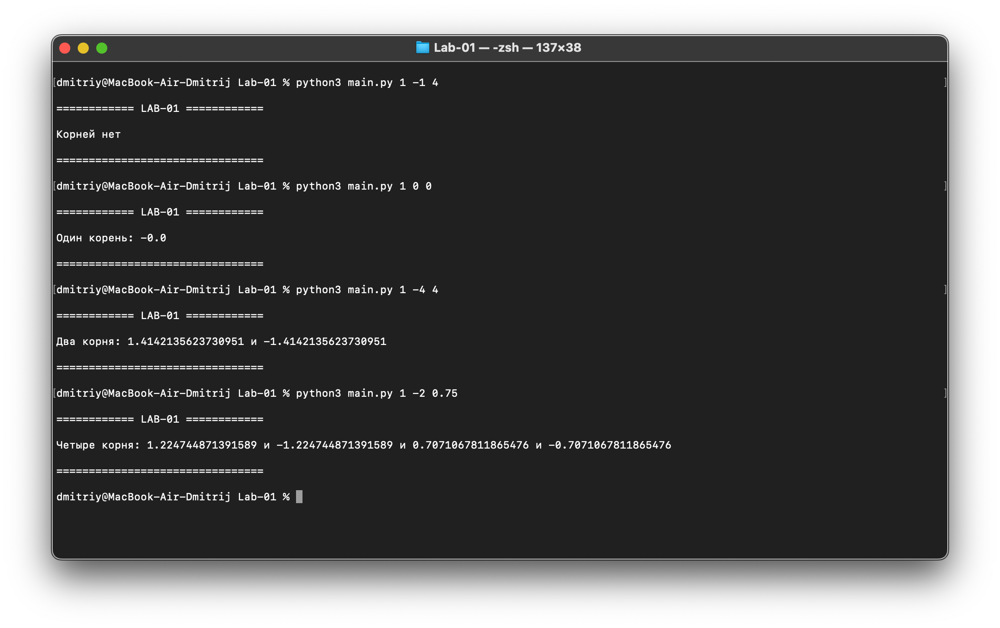 Lab-01 — -zsh — 137×38
dmitriy@MacBook-Air-Dmitrij Lab-01 % python3 main.py 1 -1 4
============ LAB-01 ============
Корней нет
================================
dmitriy@MacBook-Air-Dmitrij Lab-01 % python3 main.py 1 0 0
============ LAB-01 ============
Один корень: -0.0
================================
dmitriy@MacBook-Air-Dmitrij Lab-01 % python3 main.py 1 -4 4
============ LAB-01 ============
Два корня: 1.4142135623730951 и -1.4142135623730951
================================
dmitriy@MacBook-Air-Dmitrij Lab-01 % python3 main.py 1 -2 0.75
============ LAB-01 ============
Четыре корня: 1.224744871391589 и -1.224744871391589 и 0.7071067811865476 и -0.7071067811865476
================================
dmitriy@MacBook-Air-Dmitrij Lab-01 %